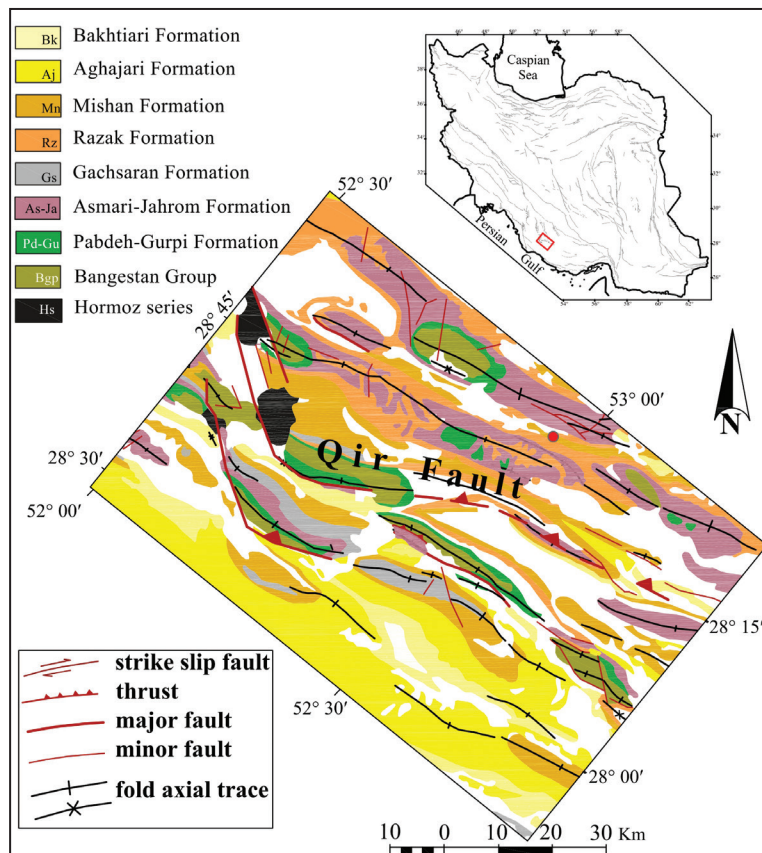 Bk Bakhtiari Formation
Aj Aghajari Formation
Mn Mishan Formation
Rz Razak Formation
Gs Gachsaran Formation
As-Ja Asmari-Jahrom Formation
Pd-Gu Pabdeh-Gurpi Formation
Bgp Bangestan Group
Hs Hormoz series
Caspian
Sea
Persian
Gulf
52° 30′
28° 45′
53° 00′
28° 30′
52° 00′
Qir Fault
N
28° 15′
52° 30′
28° 00′
strike slip fault
thrust
major fault
minor fault
fold axial trace
10 0 10 20 30 Km